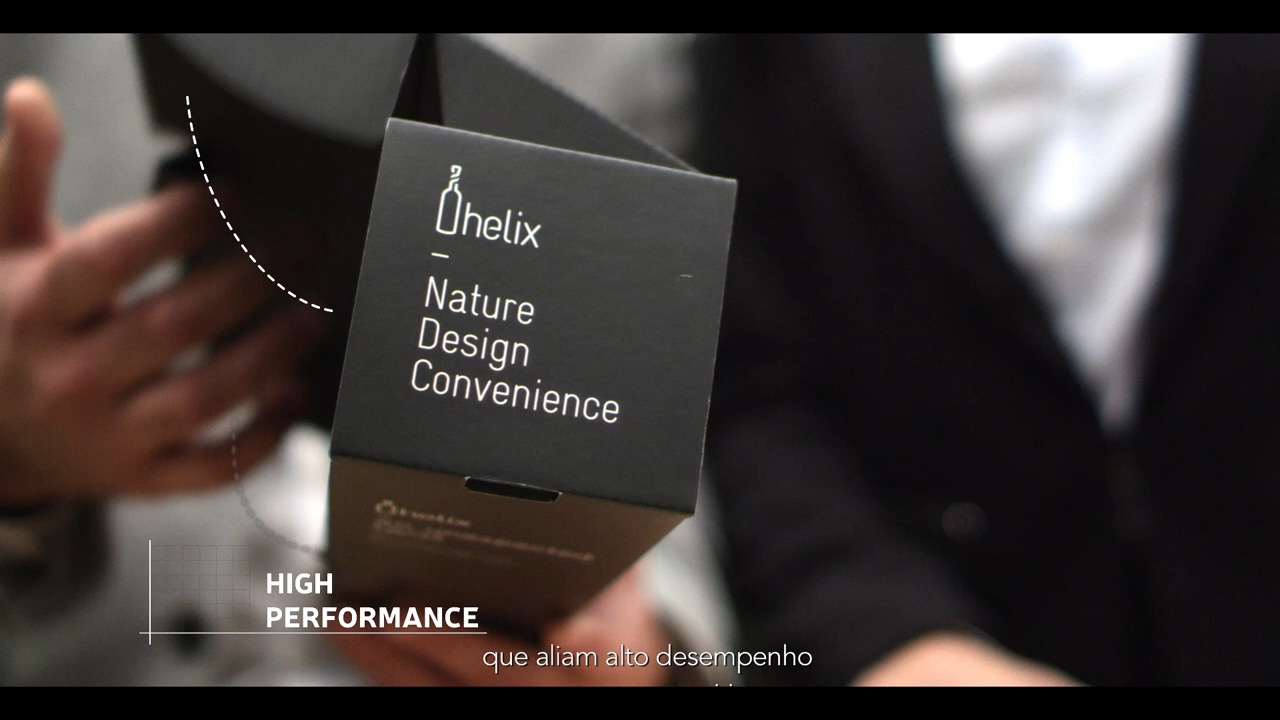 helix
Nature
Design
Convenience
HIGH
PERFORMANCE
que aliam alto desempenho